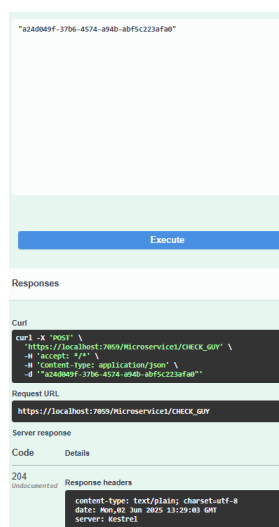 "a24d049f-37b6-4574-a94b-abf5c223afa0"
Execute
Responses
Curl
curl -X 'POST' \
'https://localhost:7059/Microservice1/CHECK_GUY' \
-H 'accept: */*' \
-H 'Content-Type: application/json' \
-d '"a24d049f-37b6-4574-a94b-abf5c223afa0"'
Request URL
https://localhost:7059/Microservice1/CHECK_GUY
Server response
Code Details
204 Response headers
Undocumented
content-type: text/plain; charset=utf-8
date: Mon,02 Jun 2025 13:29:03 GMT
server: Kestrel